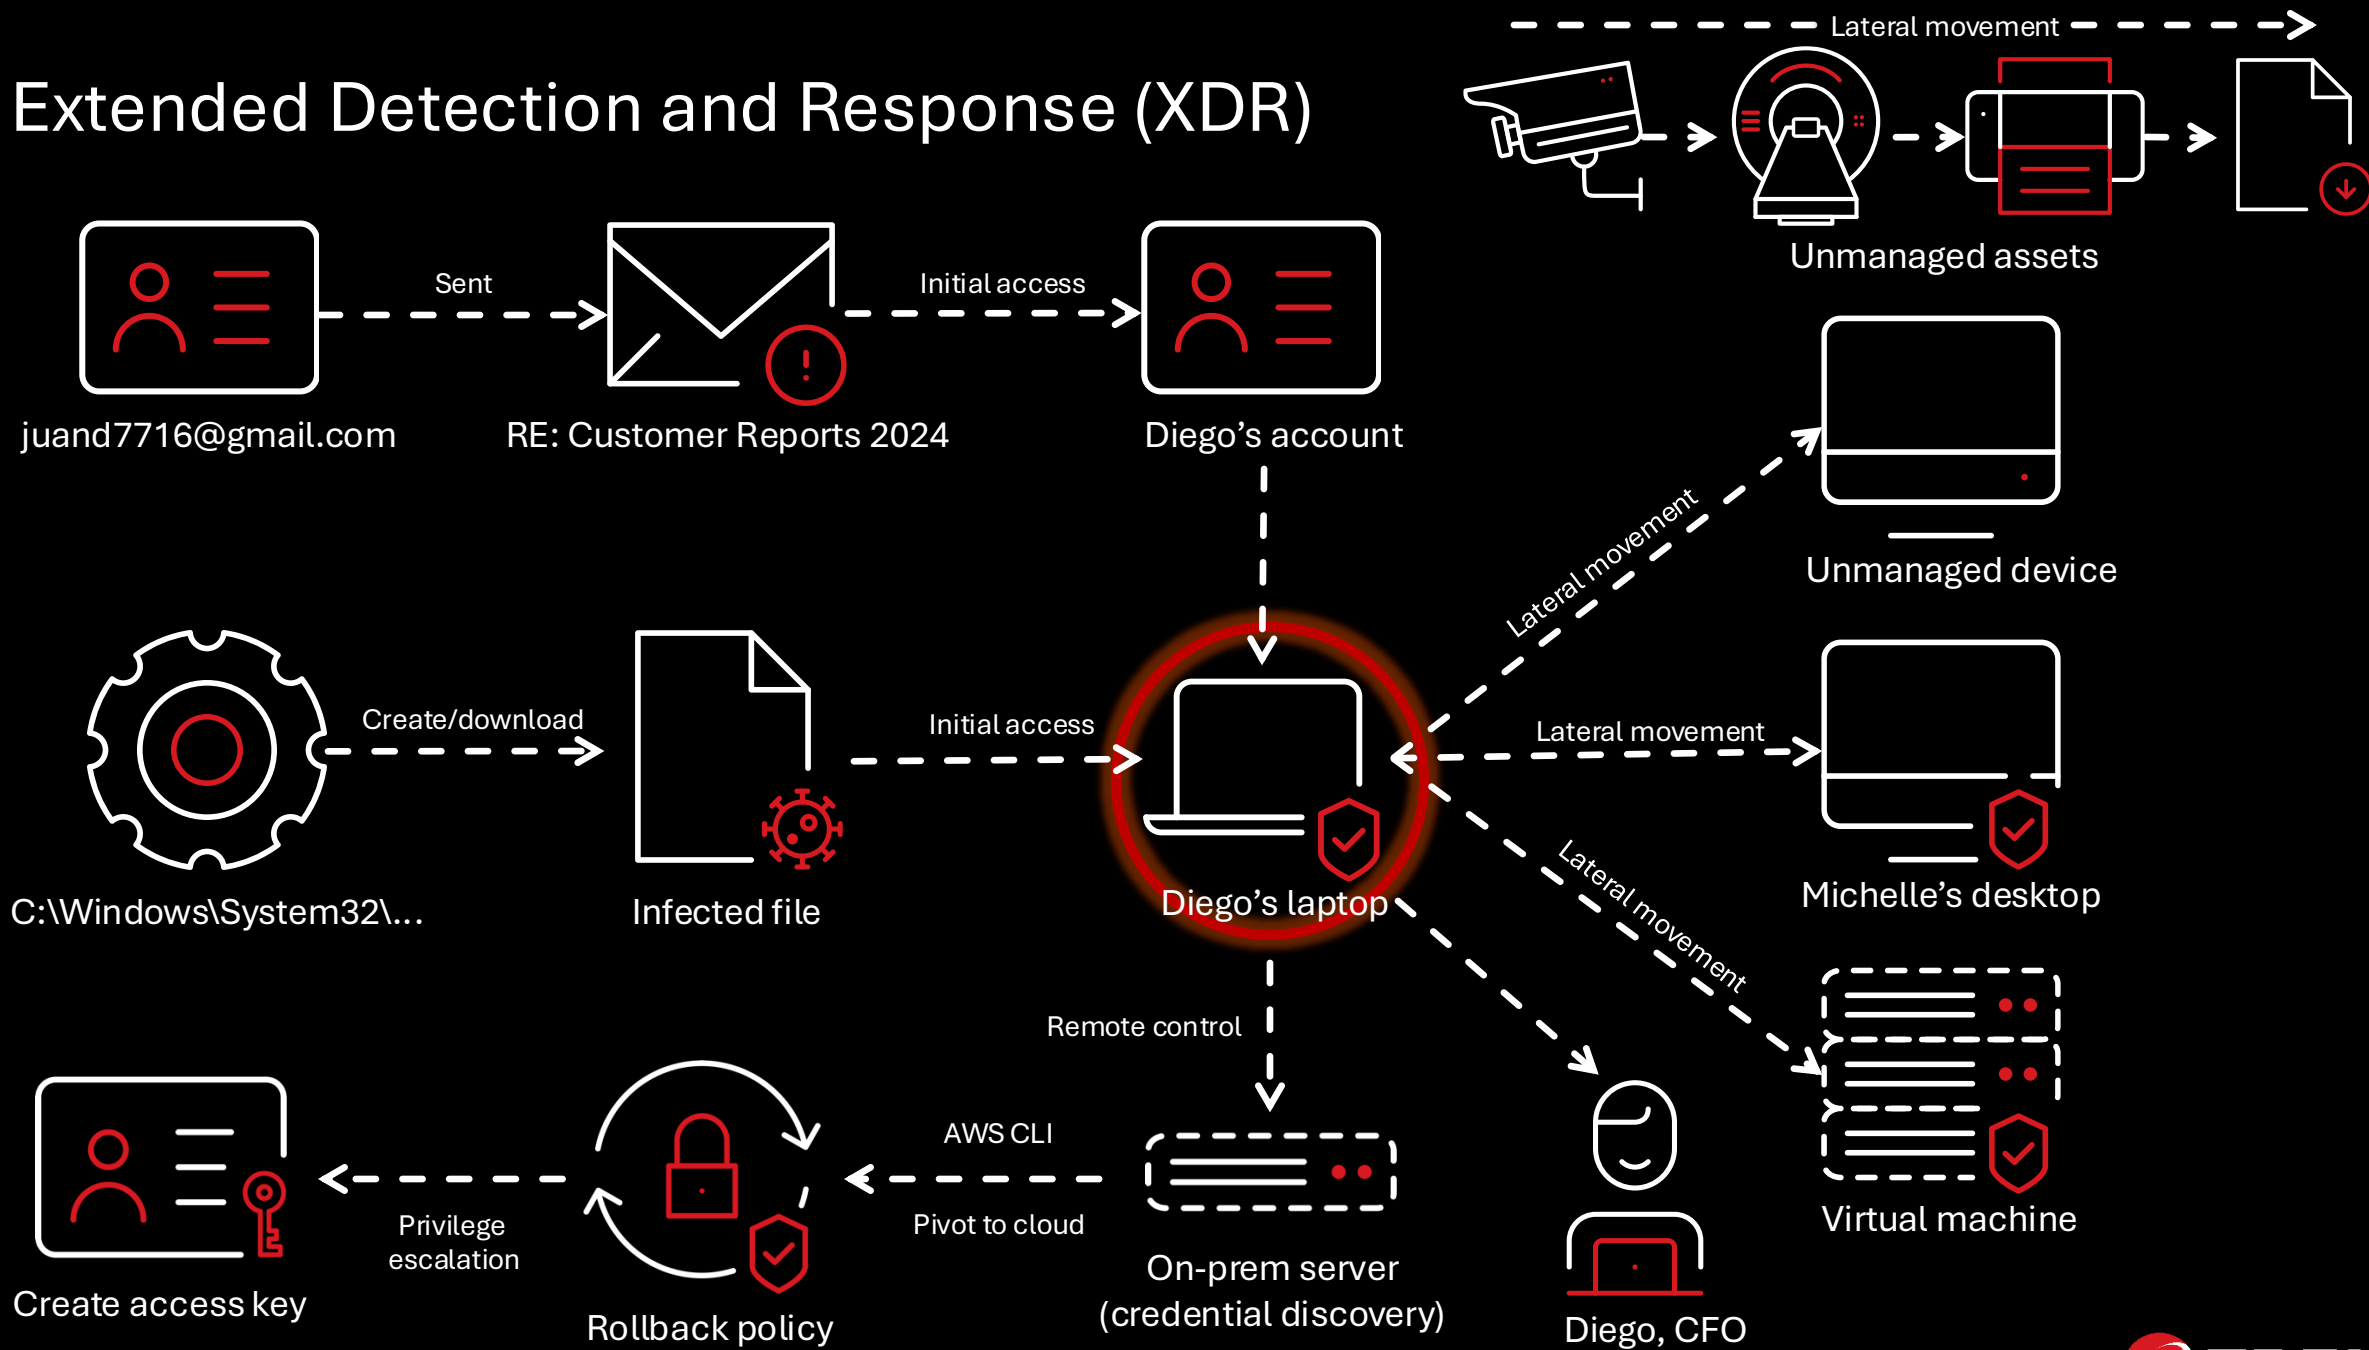 Lateral movement
Extended Detection and Response (XDR)
Unmanaged assets
Sent
Initial access
juand7716@gmail.com
RE: Customer Reports 2024
Diego’s account
Lateral movement
Unmanaged device
Create/download
Initial access
Lateral movement
C:\Windows\System32\...
Infected file
Diego’s laptop
Michelle’s desktop
Lateral movement
Remote control
AWS CLI
Pivot to cloud
Privilege
escalation
Virtual machine
On-prem server
(credential discovery)
Create access key
Rollback policy
Diego, CFO